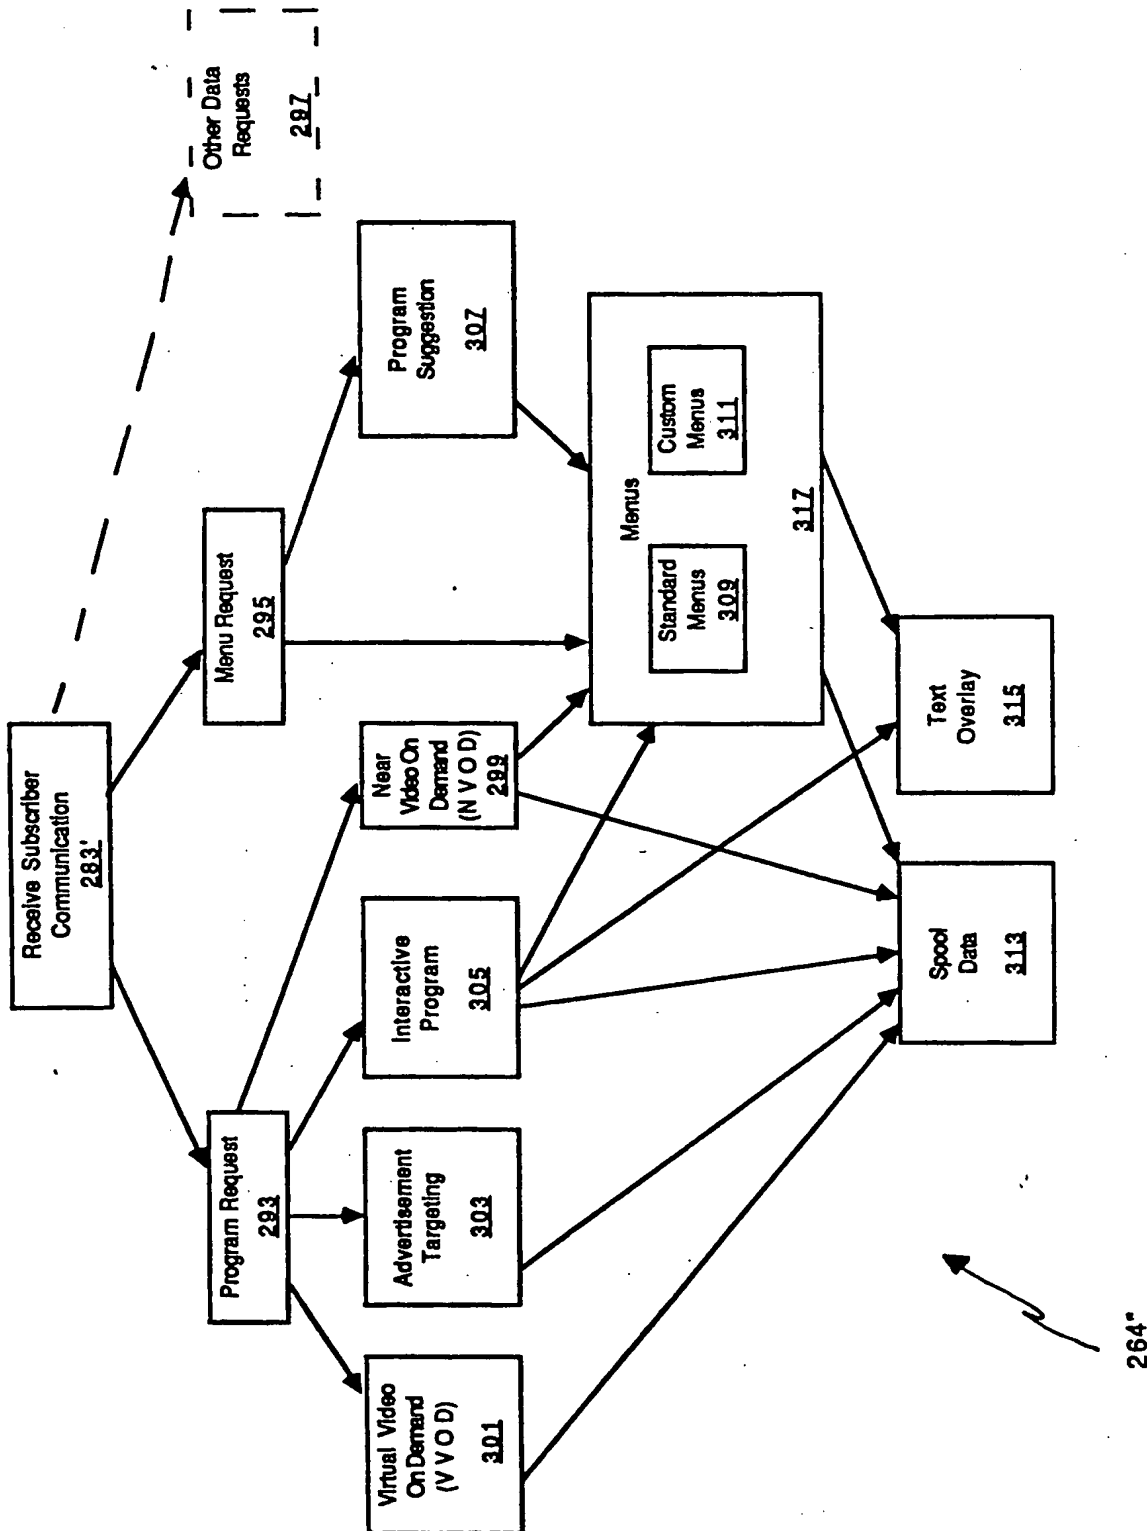 Receive Subscriber
Communication
283'
Other Data
Requests
297
Program Request
293
Menu Request
295
Virtual Video
On Demand
(V V O D)
301
Advertisement
Targeting
303
Interactive
Program
305
Near
Video On
Demand
(N V O D)
299
Program
Suggestion
307
Menus
Standard
Menus
309
Custom
Menus
311
317
Spool
Data
313
Text
Overlay
315
264"